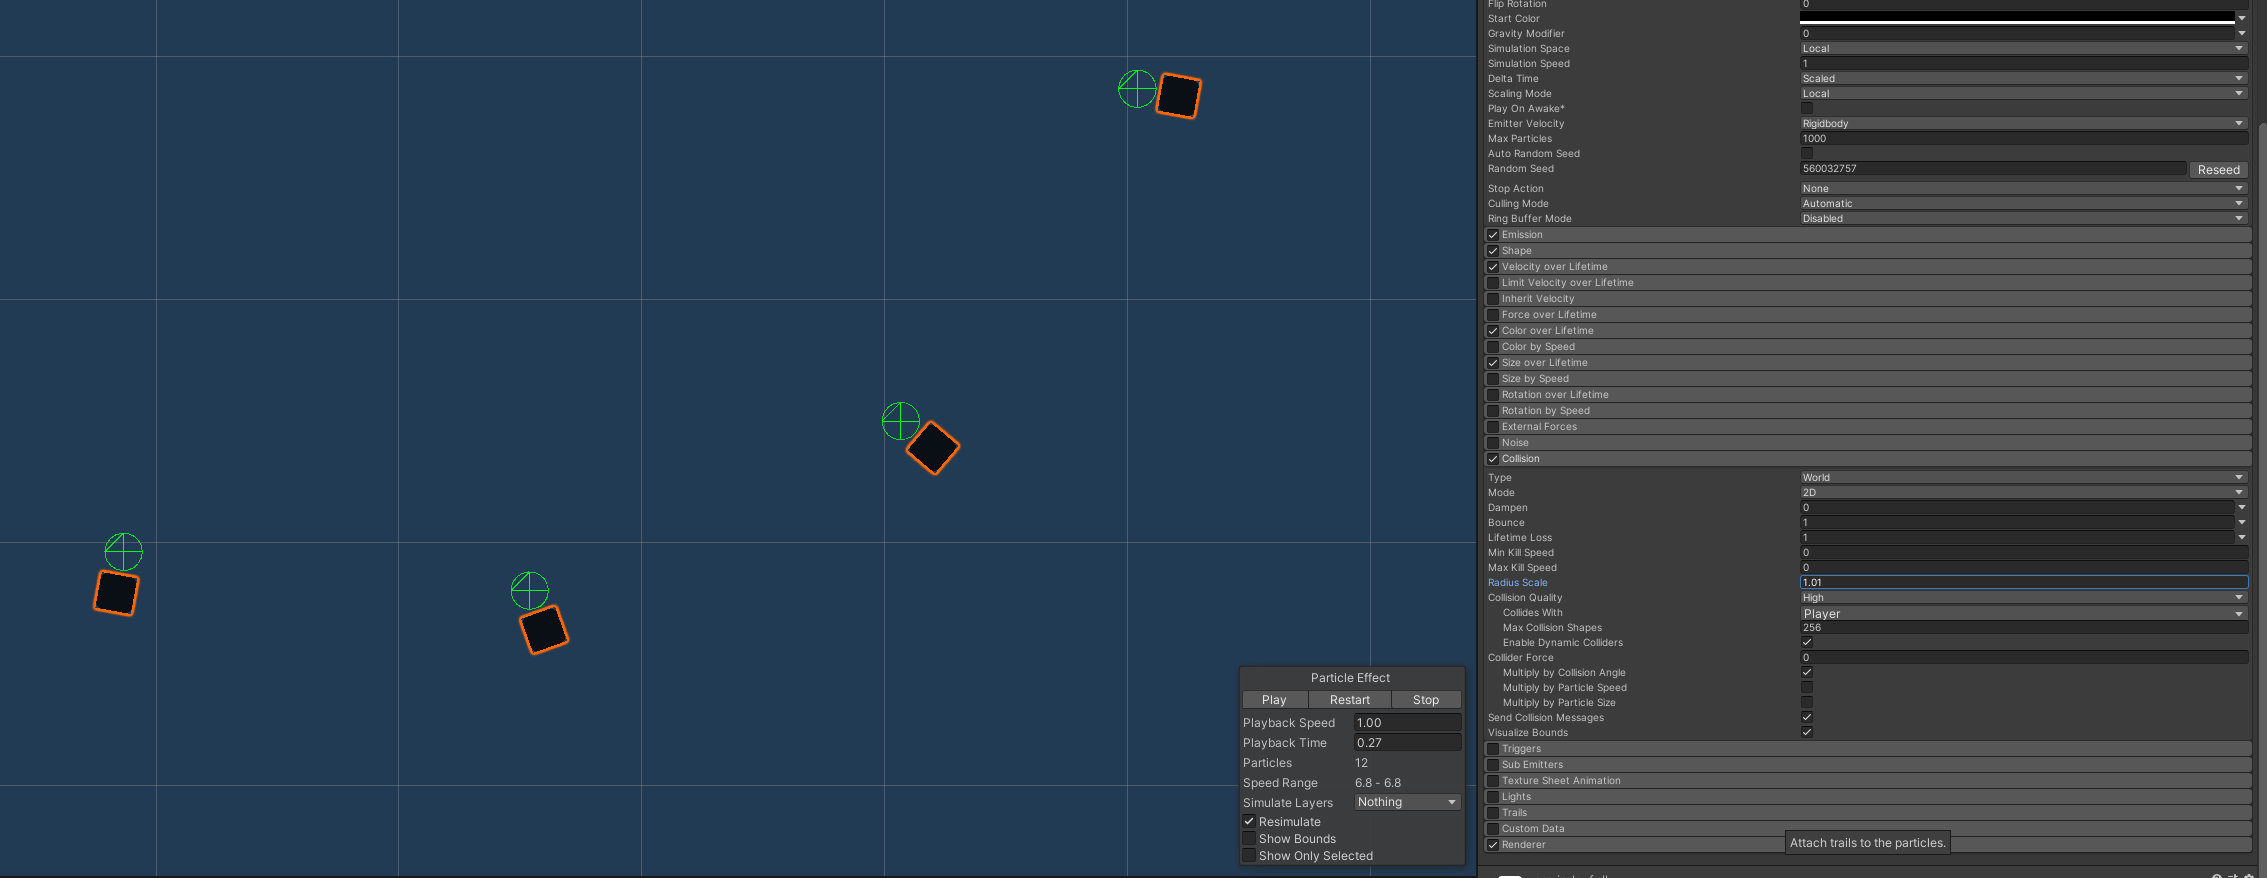 Flip Rotation 0
Start Color
Gravity Modifier 0
Simulation Space Local
Simulation Speed 1
Delta Time Scaled
Scaling Mode Local
Play On Awake*
Emitter Velocity Rigidbody
Max Particles 1000
Auto Random Seed
Random Seed 560032757 Reseed
Stop Action None
Culling Mode Automatic
Ring Buffer Mode Disabled
Emission
Shape
Velocity over Lifetime
Limit Velocity over Lifetime
Inherit Velocity
Force over Lifetime
Color over Lifetime
Color by Speed
Size over Lifetime
Size by Speed
Rotation over Lifetime
Rotation by Speed
External Forces
Noise
Collision
Type World
Mode 2D
Dampen 0
Bounce 1
Lifetime Loss 1
Min Kill Speed 0
Max Kill Speed 0
Radius Scale 1.01
Collision Quality High
Collides With Player
Max Collision Shapes 256
Enable Dynamic Colliders
Collider Force 0
Multiply by Collision Angle
Multiply by Particle Speed
Multiply by Particle Size
Send Collision Messages
Visualize Bounds
Triggers
Sub Emitters
Texture Sheet Animation
Lights
Trails
Custom Data
Renderer
Attach trails to the particles.
Particle Effect
Play Restart Stop
Playback Speed 1.00
Playback Time 0.27
Particles 12
Speed Range 6.8 - 6.8
Simulate Layers Nothing
Resimulate
Show Bounds
Show Only Selected